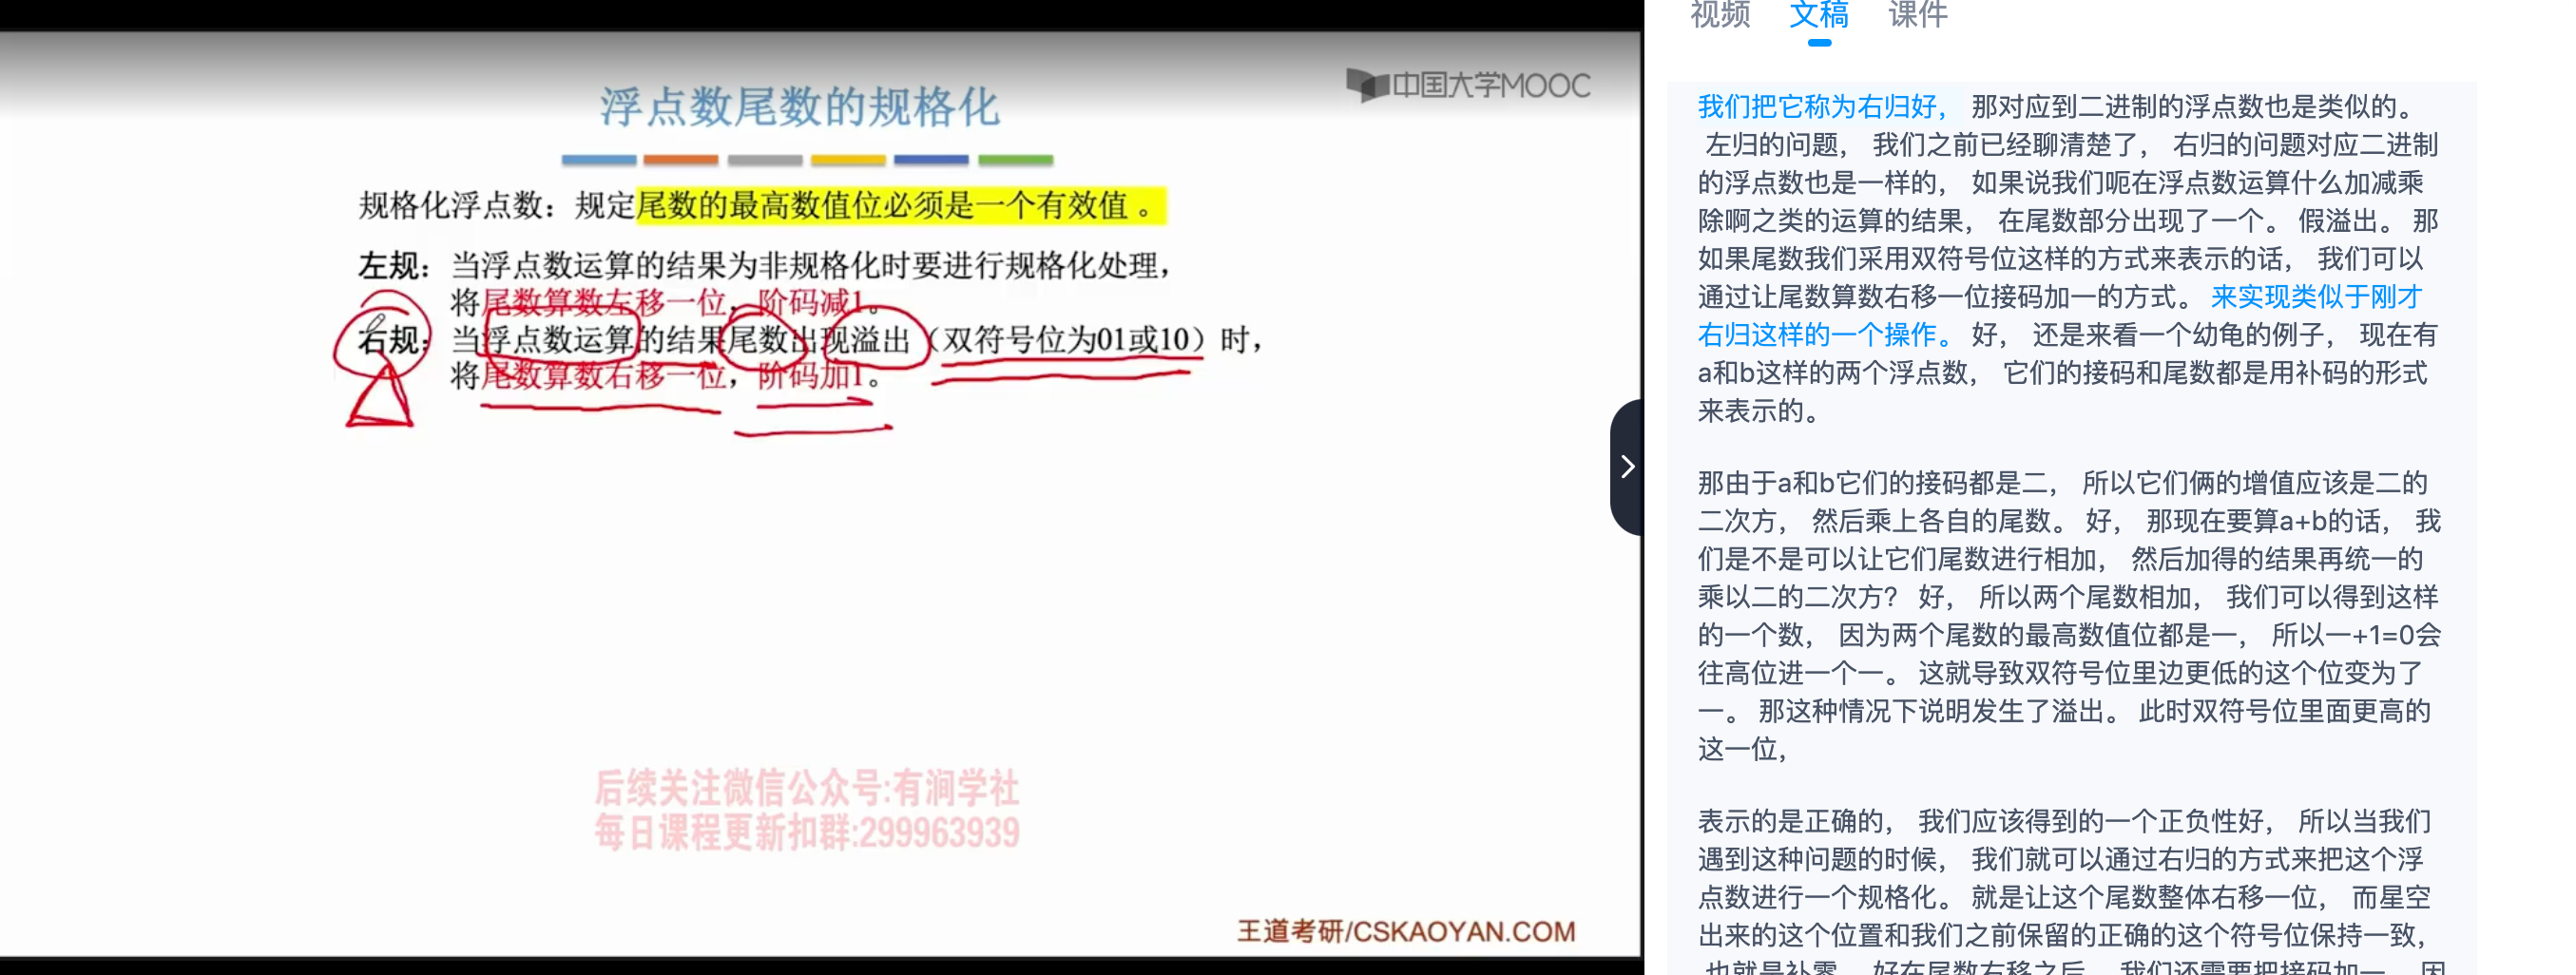 中国大学MOOC
浮点数尾数的规格化
规格化浮点数：规定尾数的最高数值位必须是一个有效值 。
左规：当浮点数运算的结果为非规格化时要进行规格化处理，
将尾数算数左移一位，阶码减1。
右规：当浮点数运算的结果尾数出现溢出（双符号位为01或10）时，
将尾数算数右移一位，阶码加1。
后续关注微信公众号:有涧学社
每日课程更新扣群:299963939
王道考研/CSKAOYAN.COM
视频 文稿 课件
我们把它称为右归好， 那对应到二进制的浮点数也是类似的。
左归的问题， 我们之前已经聊清楚了， 右归的问题对应二进制
的浮点数也是一样的， 如果说我们呃在浮点数运算什么加减乘
除啊之类的运算的结果， 在尾数部分出现了一个。 假溢出。 那
如果尾数我们采用双符号位这样的方式来表示的话， 我们可以
通过让尾数算数右移一位接码加一的方式。 来实现类似于刚才
右归这样的一个操作。 好， 还是来看一个幼龟的例子， 现在有
a和b这样的两个浮点数， 它们的接码和尾数都是用补码的形式
来表示的。
那由于a和b它们的接码都是二， 所以它们俩的增值应该是二的
二次方， 然后乘上各自的尾数。 好， 那现在要算a+b的话， 我
们是不是可以让它们尾数进行相加， 然后加得的结果再统一的
乘以二的二次方? 好， 所以两个尾数相加， 我们可以得到这样
的一个数， 因为两个尾数的最高数值位都是一， 所以一+1=0会
往高位进一个一。 这就导致双符号位里边更低的这个位变为了
一。 那这种情况下说明发生了溢出。 此时双符号位里面更高的
这一位，
表示的是正确的， 我们应该得到的一个正负性好， 所以当我们
遇到这种问题的时候， 我们就可以通过右归的方式来把这个浮
点数进行一个规格化。 就是让这个尾数整体右移一位， 而星空
出来的这个位置和我们之前保留的正确的这个符号位保持一致，
也就是补零。 好在尾数右移之后， 我们还需要把接码加一。 因